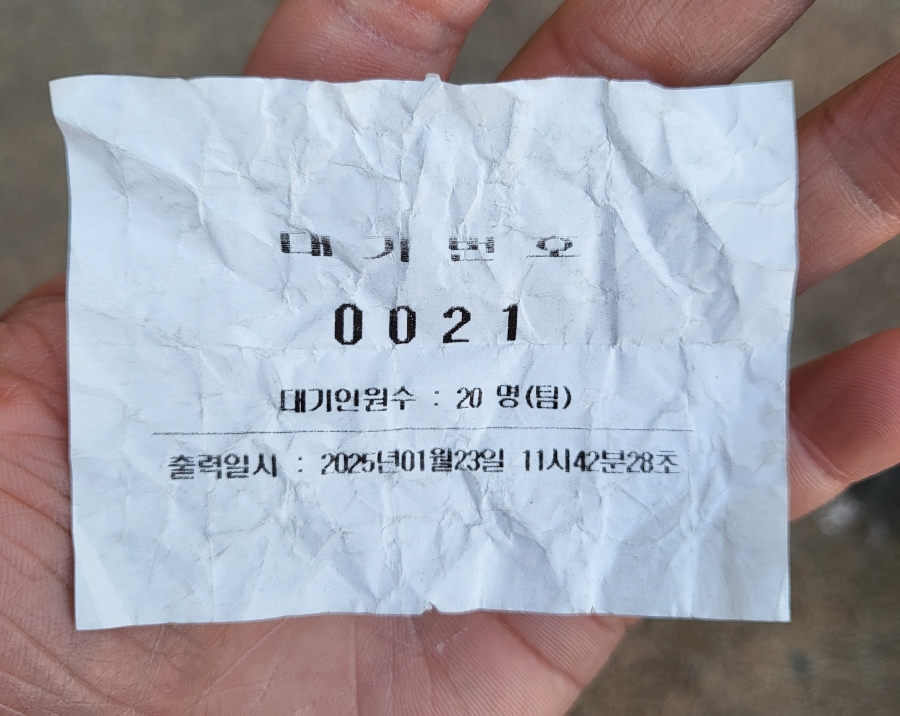 대기번호
0021
대기인원수 : 20 명(팀)
출력일시 : 2025년01월23일 11시42분28초